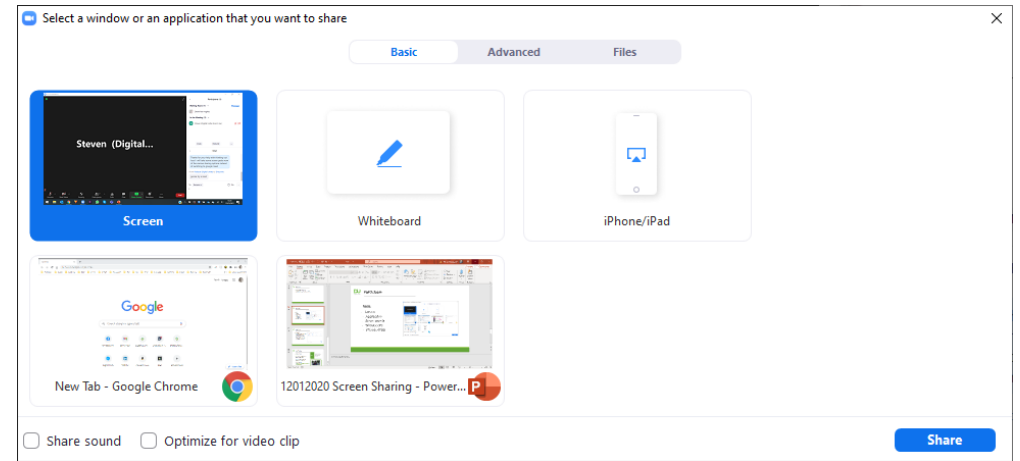 Select a window or an application that you want to share
Basic
Advanced
Files
Steven (Digital...
Screen
Whiteboard
iPhone/iPad
Google
New Tab - Google Chrome
12012020 Screen Sharing - Power...
Share sound
Optimize for video clip
Share